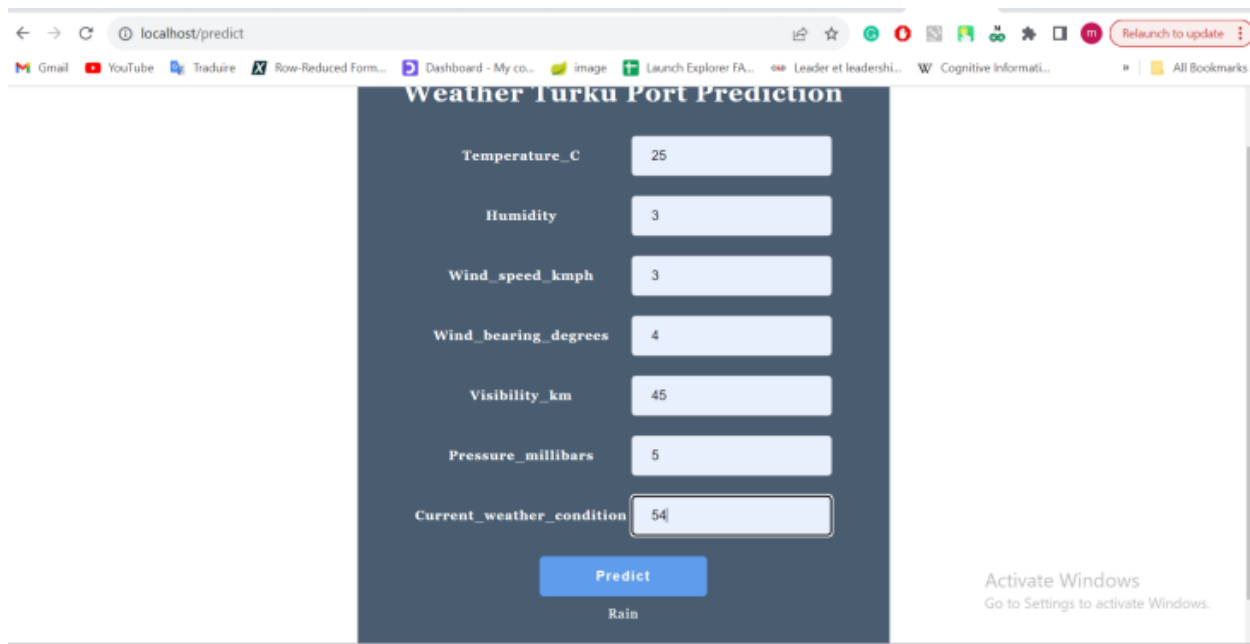 localhost/predict
Relaunch to update
Gmail YouTube Traduire Row-Reduced Form... Dashboard - My co... image Launch Explorer FA... Leader et leadershi... W Cognitive Informati... » All Bookmarks
Weather Turku Port Prediction
Temperature_C 25
Humidity 3
Wind_speed_kmph 3
Wind_bearing_degrees 4
Visibility_km 45
Pressure_millibars 5
Current_weather_condition 54
Predict
Rain
Activate Windows
Go to Settings to activate Windows.